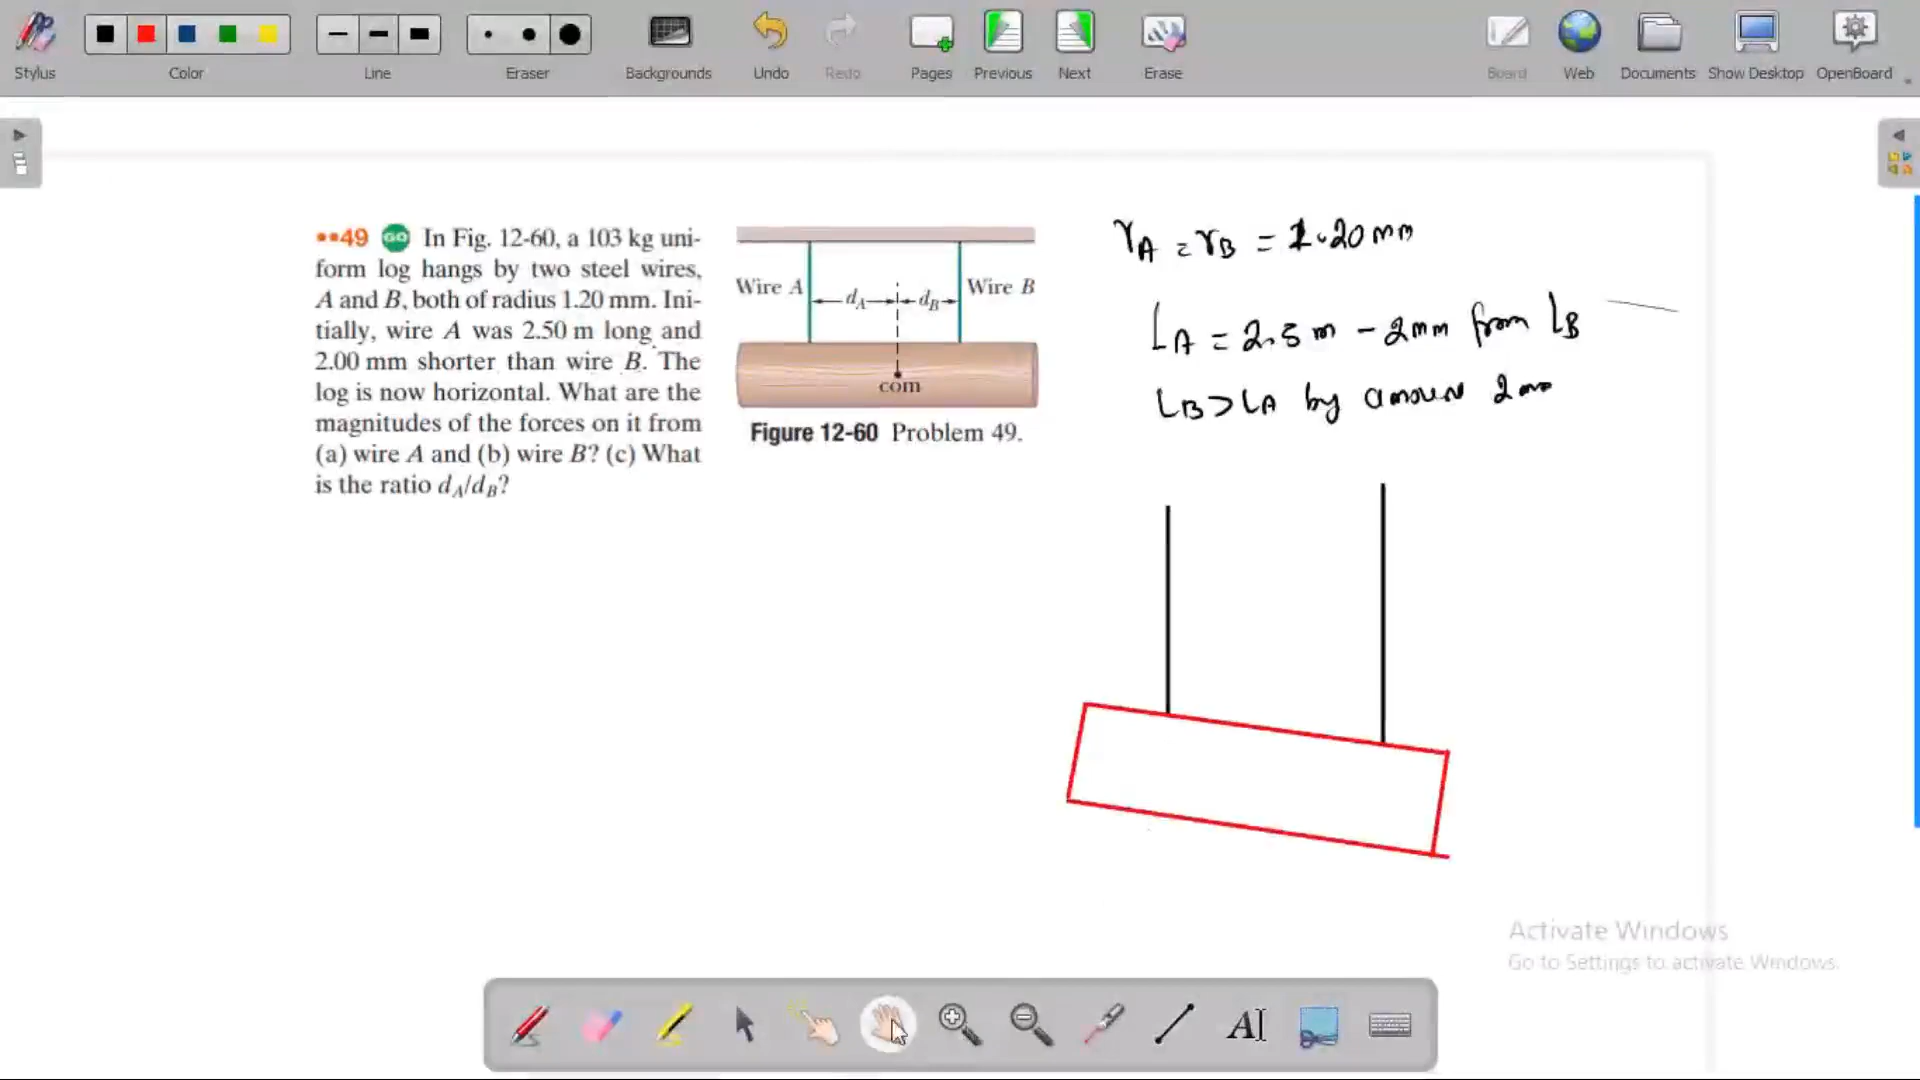 Stylus
Color
Line
Eraser
Backgrounds
Undo
Redo
Pages
Previous
Next
Erase
Board
Web
Documents
Show Desktop
OpenBoard
••49 GO In Fig. 12-60, a 103 kg uni-
form log hangs by two steel wires,
A and B, both of radius 1.20 mm. Ini-
tially, wire A was 2.50 m long and
2.00 mm shorter than wire B. The
log is now horizontal. What are the
magnitudes of the forces on it from
(a) wire A and (b) wire B? (c) What
is the ratio dA/dB?
Wire A
dA
dB
Wire B
com
Figure 12-60 Problem 49.
rA = rB = 1.20 mm
LA = 2.5 m - 2mm from LB
LB > LA by amoun 2 mm
Activate Windows
Go to Settings to activate Windows.
AI